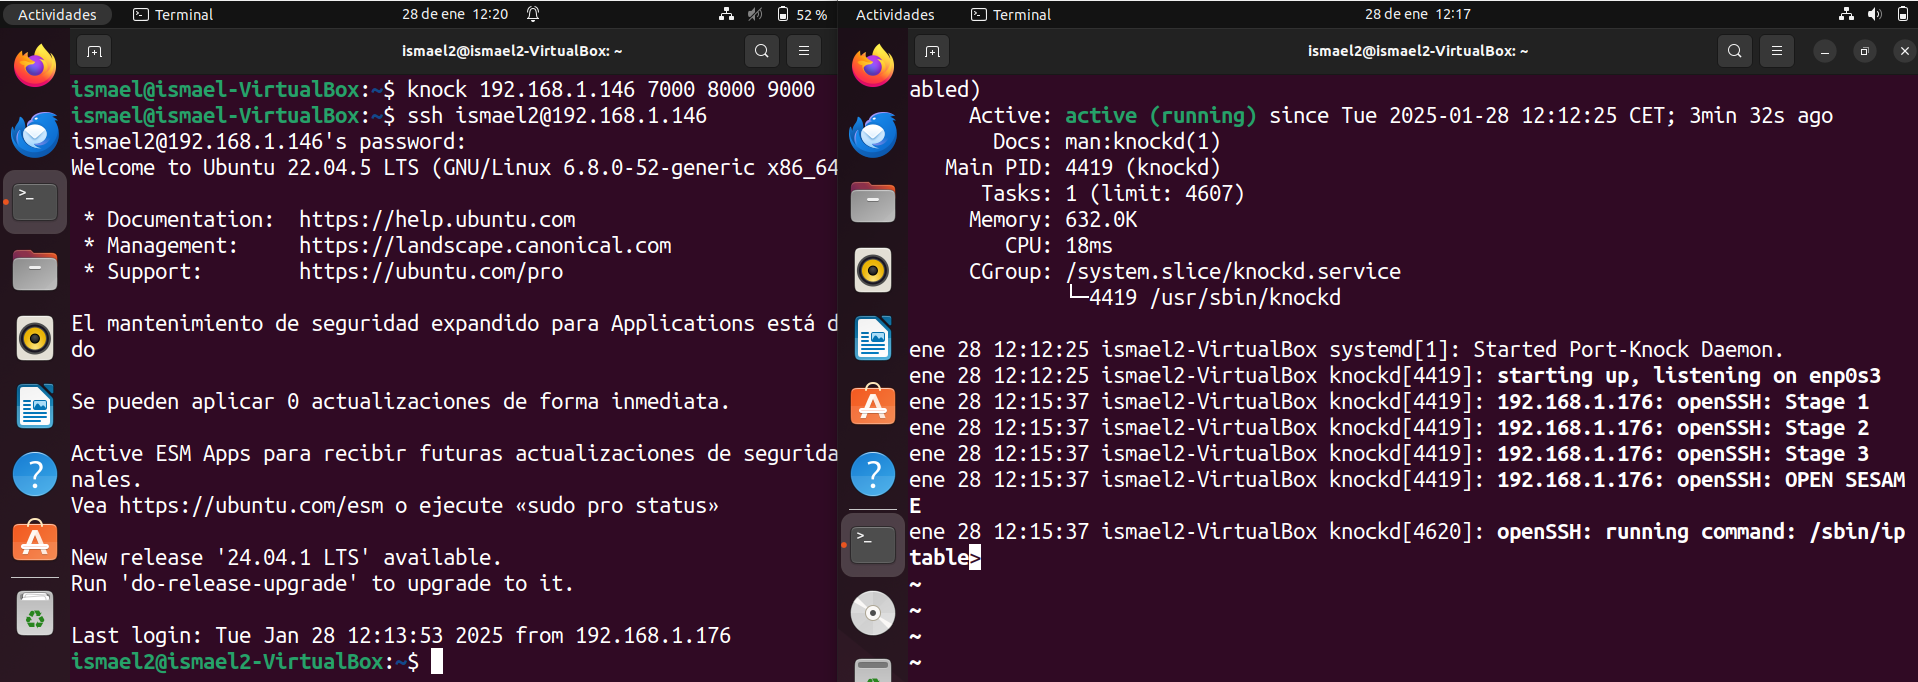 Actividades
Terminal
28 de ene 12:20
52 %
ismael2@ismael2-VirtualBox: ~
ismael@ismael-VirtualBox:~$ knock 192.168.1.146 7000 8000 9000
ismael@ismael-VirtualBox:~$ ssh ismael2@192.168.1.146
ismael2@192.168.1.146's password:
Welcome to Ubuntu 22.04.5 LTS (GNU/Linux 6.8.0-52-generic x86_64
* Documentation:  https://help.ubuntu.com
* Management:     https://landscape.canonical.com
* Support:        https://ubuntu.com/pro
El mantenimiento de seguridad expandido para Applications está d
do
Se pueden aplicar 0 actualizaciones de forma inmediata.
Active ESM Apps para recibir futuras actualizaciones de segurida
nales.
Vea https://ubuntu.com/esm o ejecute «sudo pro status»
New release '24.04.1 LTS' available.
Run 'do-release-upgrade' to upgrade to it.
Last login: Tue Jan 28 12:13:53 2025 from 192.168.1.176
ismael2@ismael2-VirtualBox:~$
Actividades
Terminal
28 de ene 12:17
ismael2@ismael2-VirtualBox: ~
abled)
Active: active (running) since Tue 2025-01-28 12:12:25 CET; 3min 32s ago
Docs: man:knockd(1)
Main PID: 4419 (knockd)
Tasks: 1 (limit: 4607)
Memory: 632.0K
CPU: 18ms
CGroup: /system.slice/knockd.service
└─4419 /usr/sbin/knockd
ene 28 12:12:25 ismael2-VirtualBox systemd[1]: Started Port-Knock Daemon.
ene 28 12:12:25 ismael2-VirtualBox knockd[4419]: starting up, listening on enp0s3
ene 28 12:15:37 ismael2-VirtualBox knockd[4419]: 192.168.1.176: openSSH: Stage 1
ene 28 12:15:37 ismael2-VirtualBox knockd[4419]: 192.168.1.176: openSSH: Stage 2
ene 28 12:15:37 ismael2-VirtualBox knockd[4419]: 192.168.1.176: openSSH: Stage 3
ene 28 12:15:37 ismael2-VirtualBox knockd[4419]: 192.168.1.176: openSSH: OPEN SESAM
E
ene 28 12:15:37 ismael2-VirtualBox knockd[4620]: openSSH: running command: /sbin/ip
table>
~
~
~
~